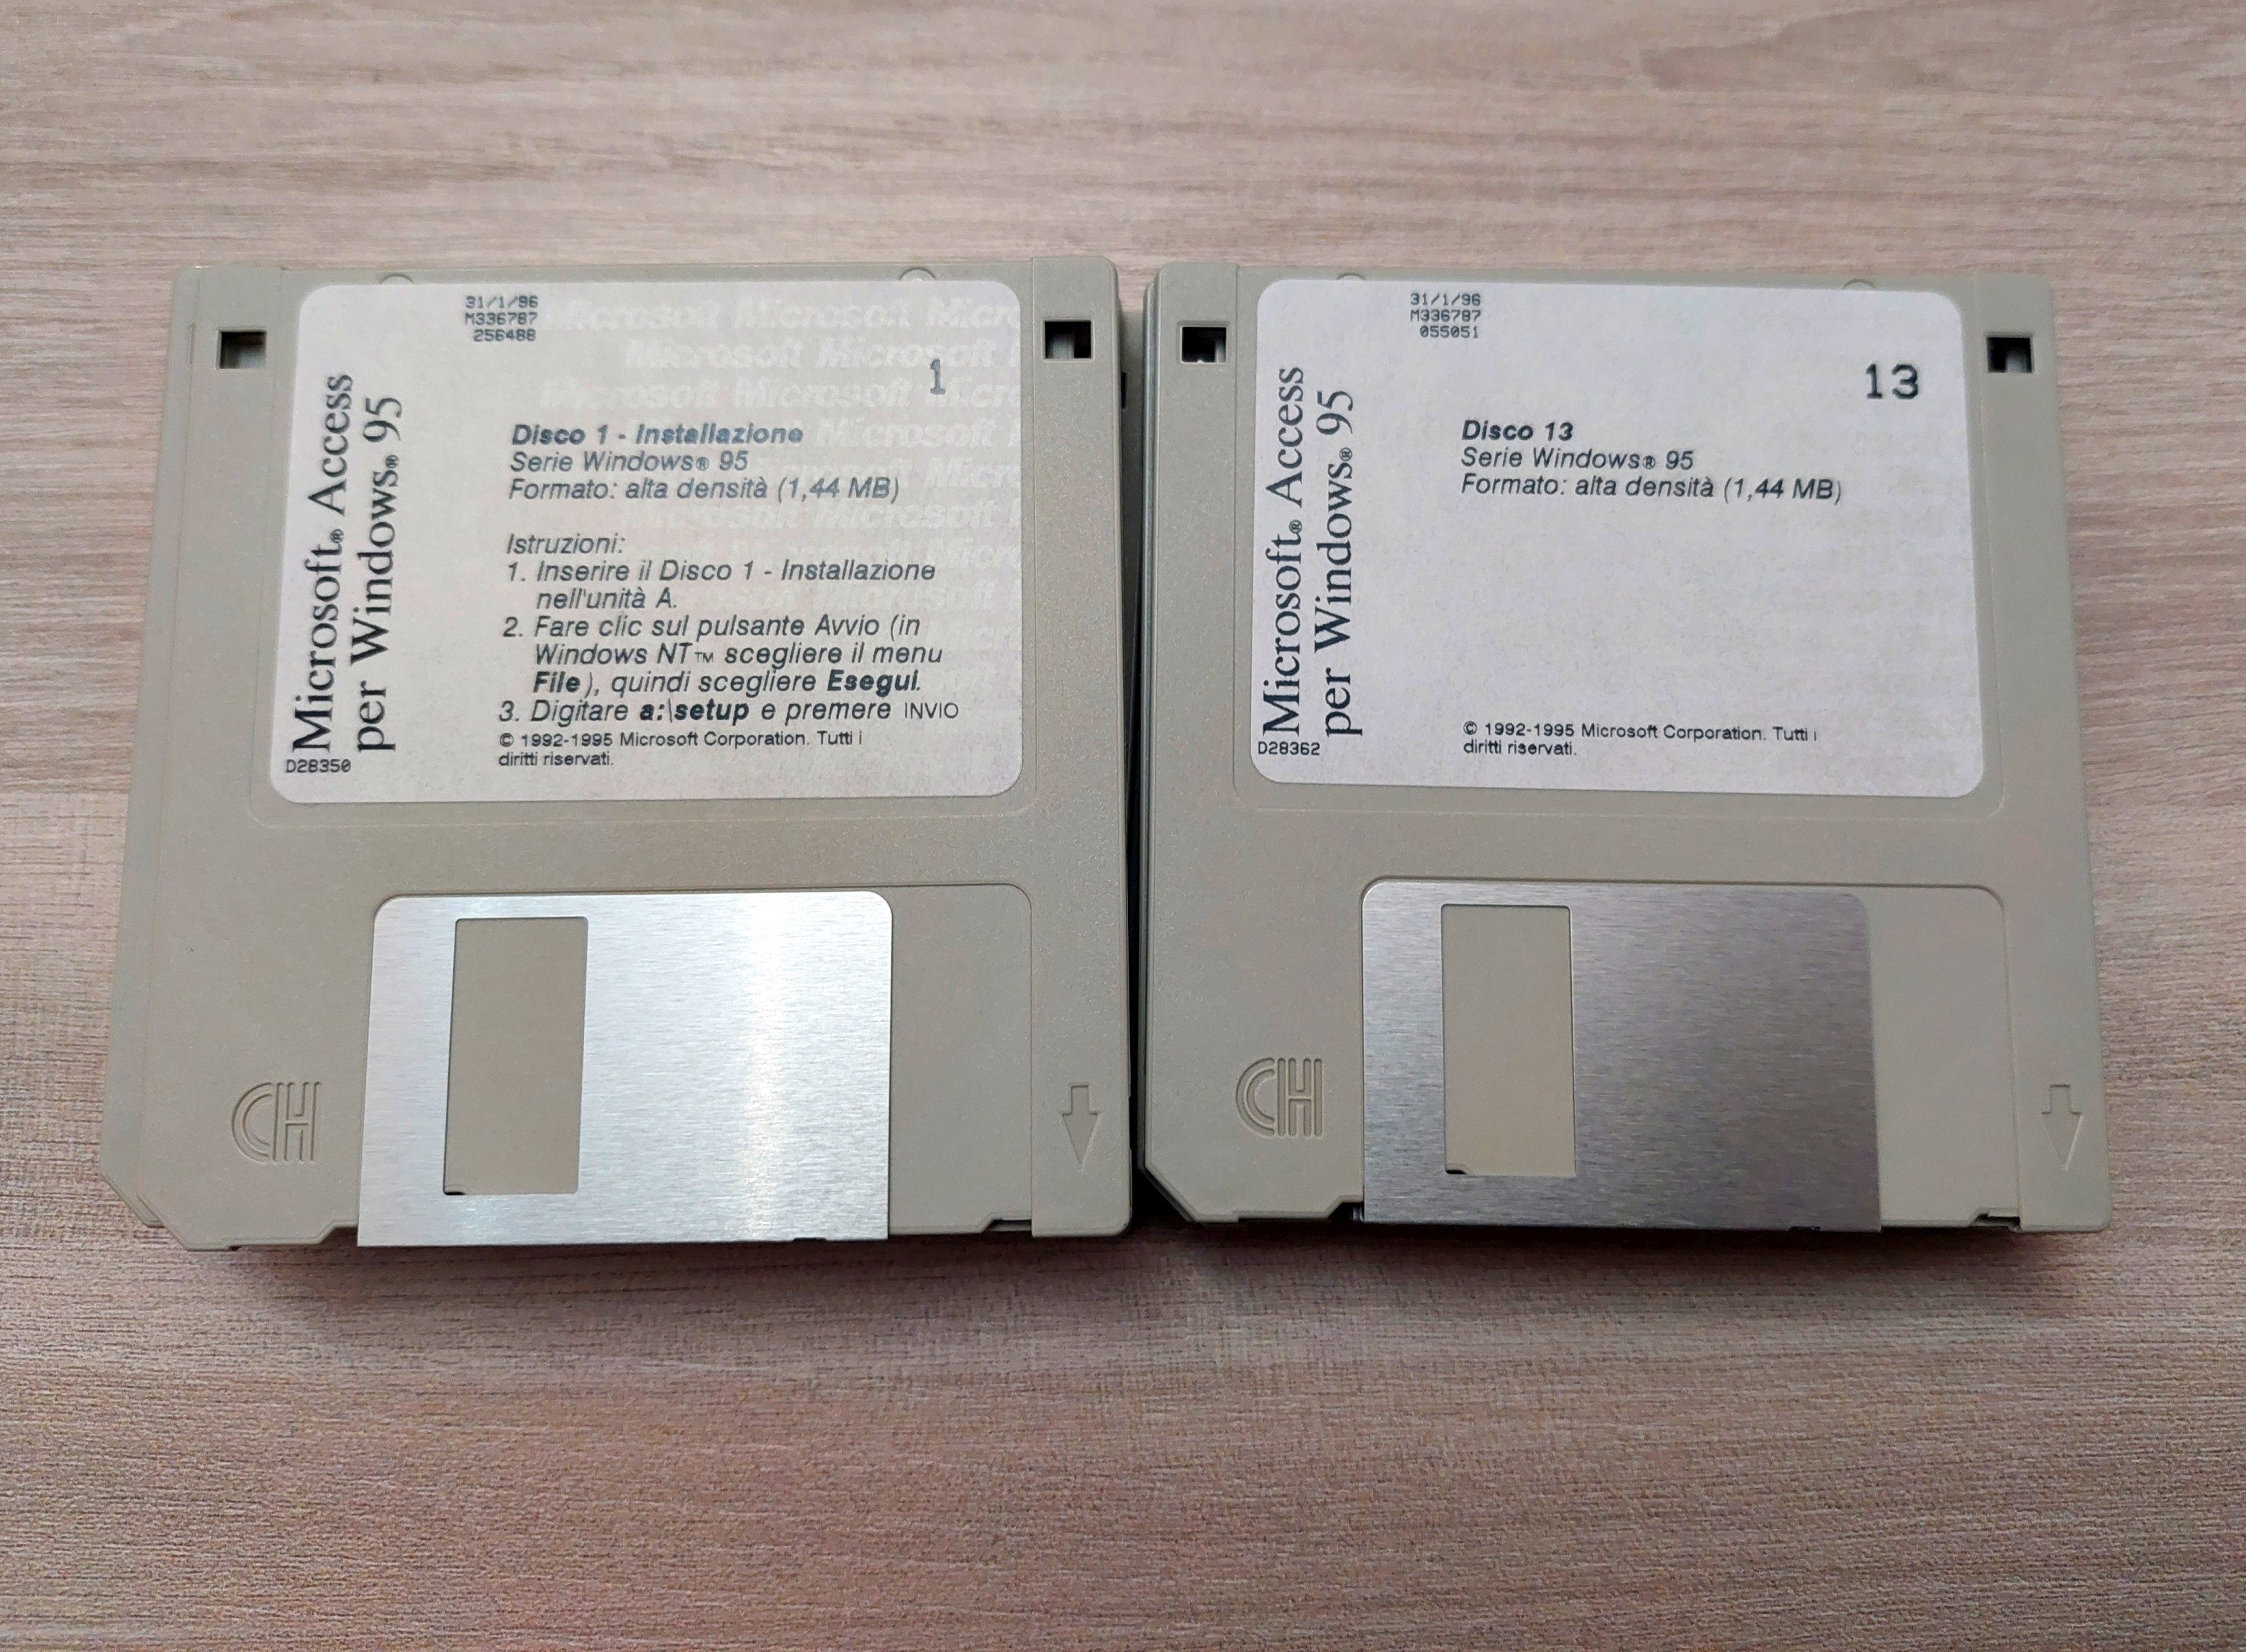 31/1/96
M336787
256488
1
Microsoft® Access
per Windows® 95
Disco 1 - Installazione
Serie Windows® 95
Formato: alta densità (1,44 MB)
Istruzioni:
1. Inserire il Disco 1 - Installazione
nell'unità A.
2. Fare clic sul pulsante Avvio (in
Windows NT™ scegliere il menu
File), quindi scegliere Esegui.
3. Digitare a:\setup e premere INVIO
© 1992-1995 Microsoft Corporation. Tutti i
diritti riservati.
D28350
CH
31/1/96
M336787
055051
13
Microsoft® Access
per Windows® 95
Disco 13
Serie Windows® 95
Formato: alta densità (1,44 MB)
© 1992-1995 Microsoft Corporation. Tutti i
diritti riservati.
D28362
CH